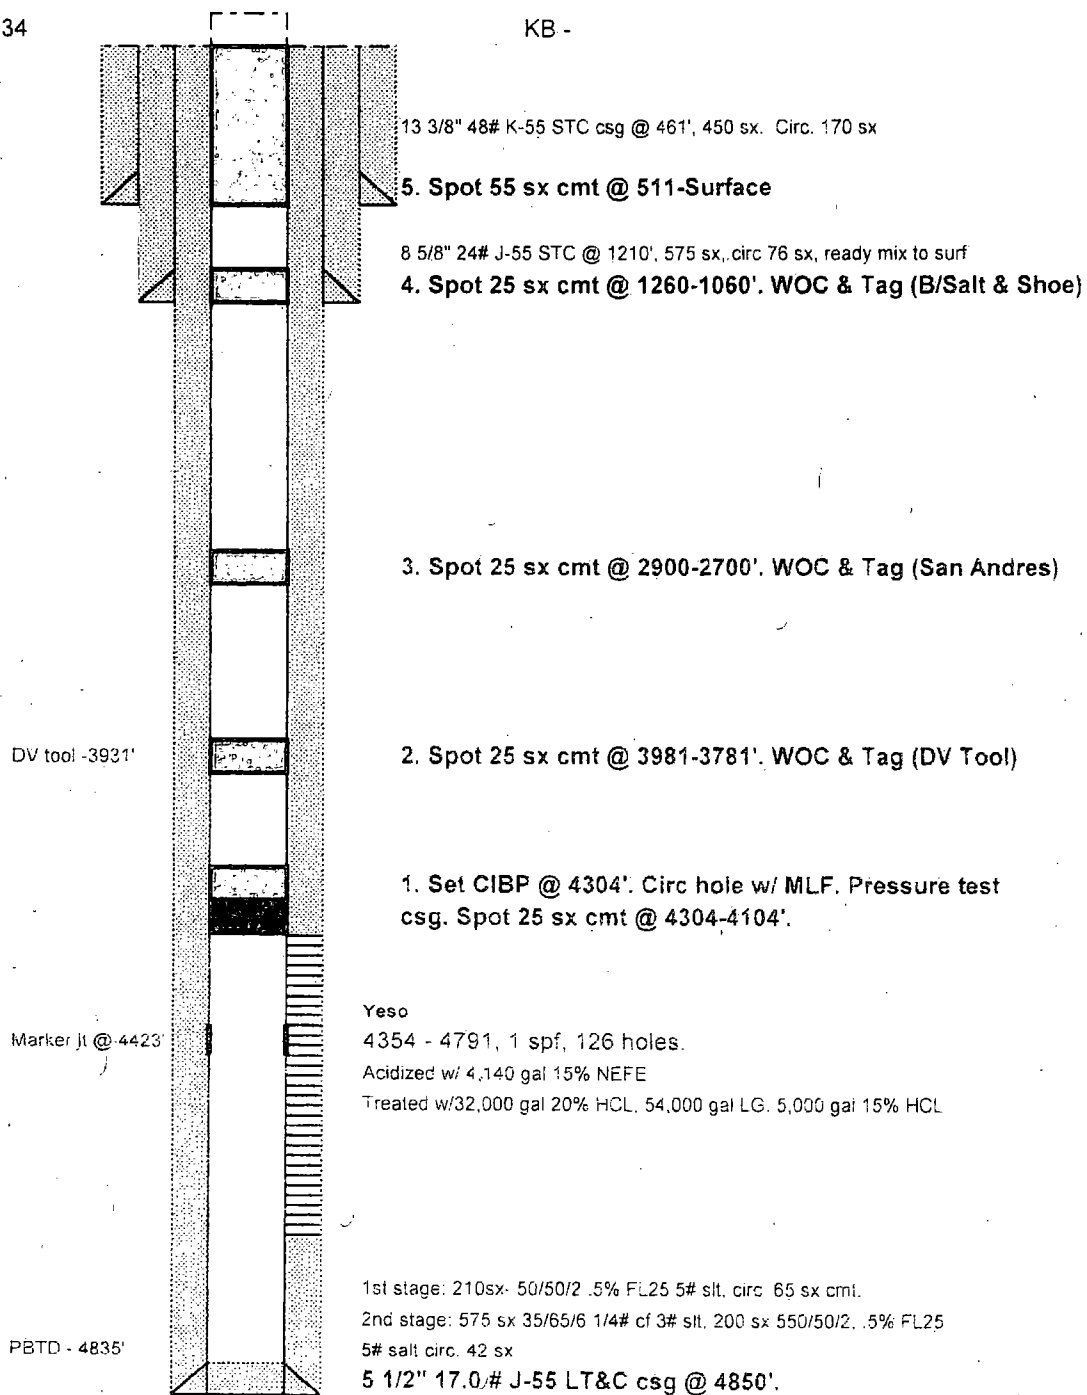 34
KB -
13 3/8" 48# K-55 STC csg @ 461', 450 sx. Circ. 170 sx
5. Spot 55 sx cmt @ 511-Surface
8 5/8" 24# J-55 STC @ 1210', 575 sx, circ 76 sx, ready mix to surf
4. Spot 25 sx cmt @ 1260-1060'. WOC & Tag (B/Salt & Shoe)
3. Spot 25 sx cmt @ 2900-2700'. WOC & Tag (San Andres)
DV tool -3931'
2. Spot 25 sx cmt @ 3981-3781'. WOC & Tag (DV Tool)
1. Set CIBP @ 4304'. Circ hole w/ MLF. Pressure test
csg. Spot 25 sx cmt @ 4304-4104'.
Yeso
Marker jt @ 4423'
4354 - 4791, 1 spf, 126 holes.
Acidized w/ 4,140 gal 15% NEFE
Treated w/32,000 gal 20% HCL, 54,000 gal LG. 5,000 gal 15% HCL
1st stage: 210sx- 50/50/2 .5% FL25 5# slt, circ 65 sx cmt.
2nd stage: 575 sx 35/65/6 1/4# cf 3# slt, 200 sx 550/50/2, .5% FL25
PBTD - 4835'
5# salt circ. 42 sx
5 1/2" 17.0 # J-55 LT&C csg @ 4850'.